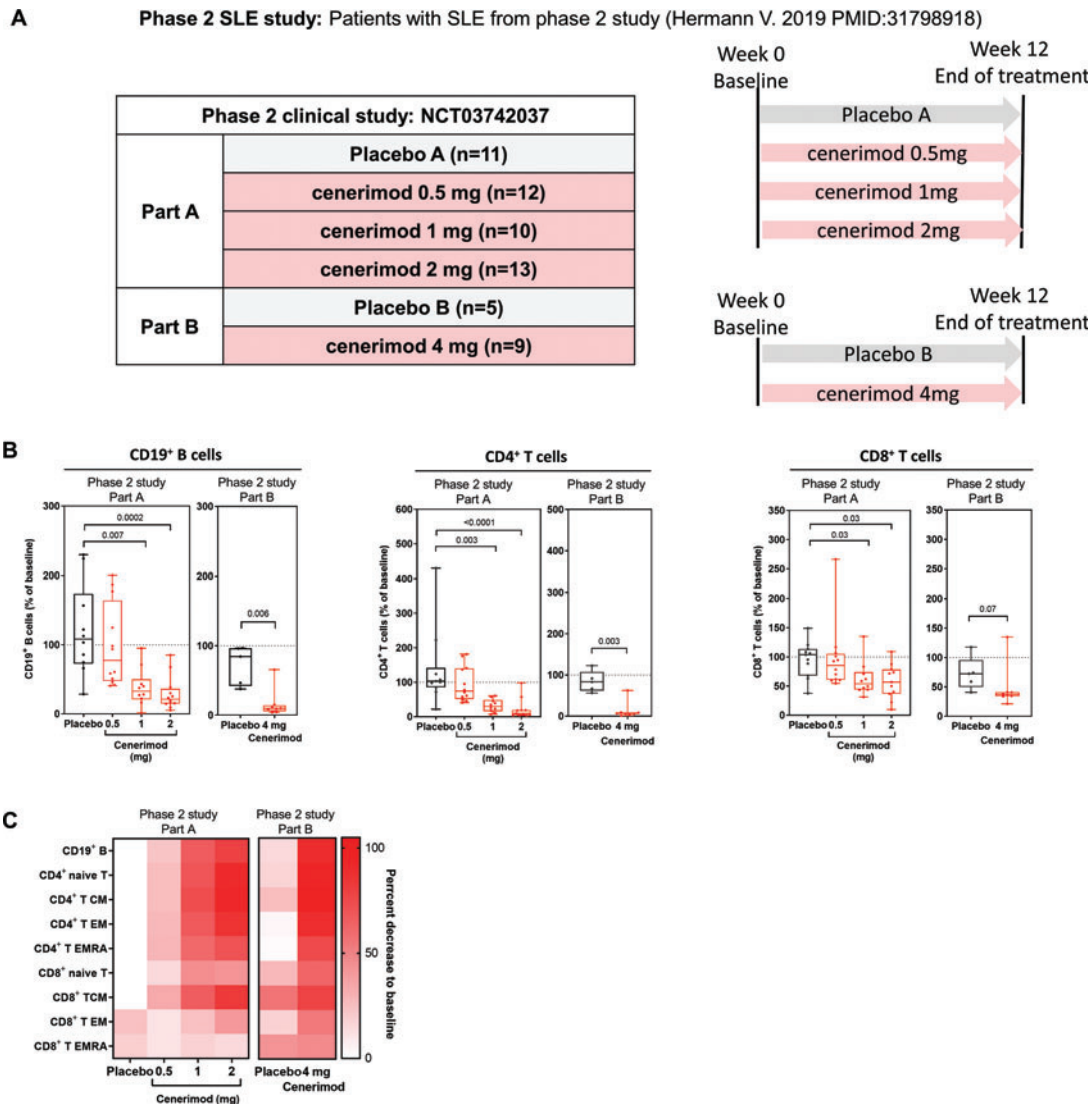 A
Phase 2 SLE study: Patients with SLE from phase 2 study (Hermann V. 2019 PMID:31798918)
Phase 2 clinical study: NCT03742037
Part A
Placebo A (n=11)
cenerimod 0.5 mg (n=12)
cenerimod 1 mg (n=10)
cenerimod 2 mg (n=13)
Part B
Placebo B (n=5)
cenerimod 4 mg (n=9)
Week 0
Baseline
Week 12
End of treatment
Placebo A
cenerimod 0.5mg
cenerimod 1mg
cenerimod 2mg
Week 0
Baseline
Week 12
End of treatment
Placebo B
cenerimod 4mg
B
CD19⁺ B cells
Phase 2 study
Part A
Phase 2 study
Part B
CD19⁺ B cells (% of baseline)
300
200
100
0
0.0002
0.007
Placebo 0.5 1 2
Cenerimod
(mg)
300
200
100
0
0.006
Placebo 4 mg
Cenerimod
CD4⁺ T cells
Phase 2 study
Part A
Phase 2 study
Part B
CD4⁺ T cells (% of baseline)
600
500
400
300
200
100
0
<0.0001
0.003
Placebo 0.5 1 2
Cenerimod
(mg)
500
400
300
200
100
0
0.003
Placebo 4 mg
Cenerimod
CD8⁺ T cells
Phase 2 study
Part A
Phase 2 study
Part B
CD8⁺ T cells (% of baseline)
350
300
250
200
150
100
50
0
0.03
0.03
Placebo 0.5 1 2
Cenerimod
(mg)
350
300
250
200
150
100
50
0
0.07
Placebo 4 mg
Cenerimod
C
Phase 2 study
Part A
Phase 2 study
Part B
CD19⁺ B
CD4⁺ naive T
CD4⁺ T CM
CD4⁺ T EM
CD4⁺ T EMRA
CD8⁺ naive T
CD8⁺ TCM
CD8⁺ T EM
CD8⁺ T EMRA
Placebo 0.5 1 2
Cenerimod (mg)
Placebo 4 mg
Cenerimod
100
50
0
Perrcent decrease to baseline